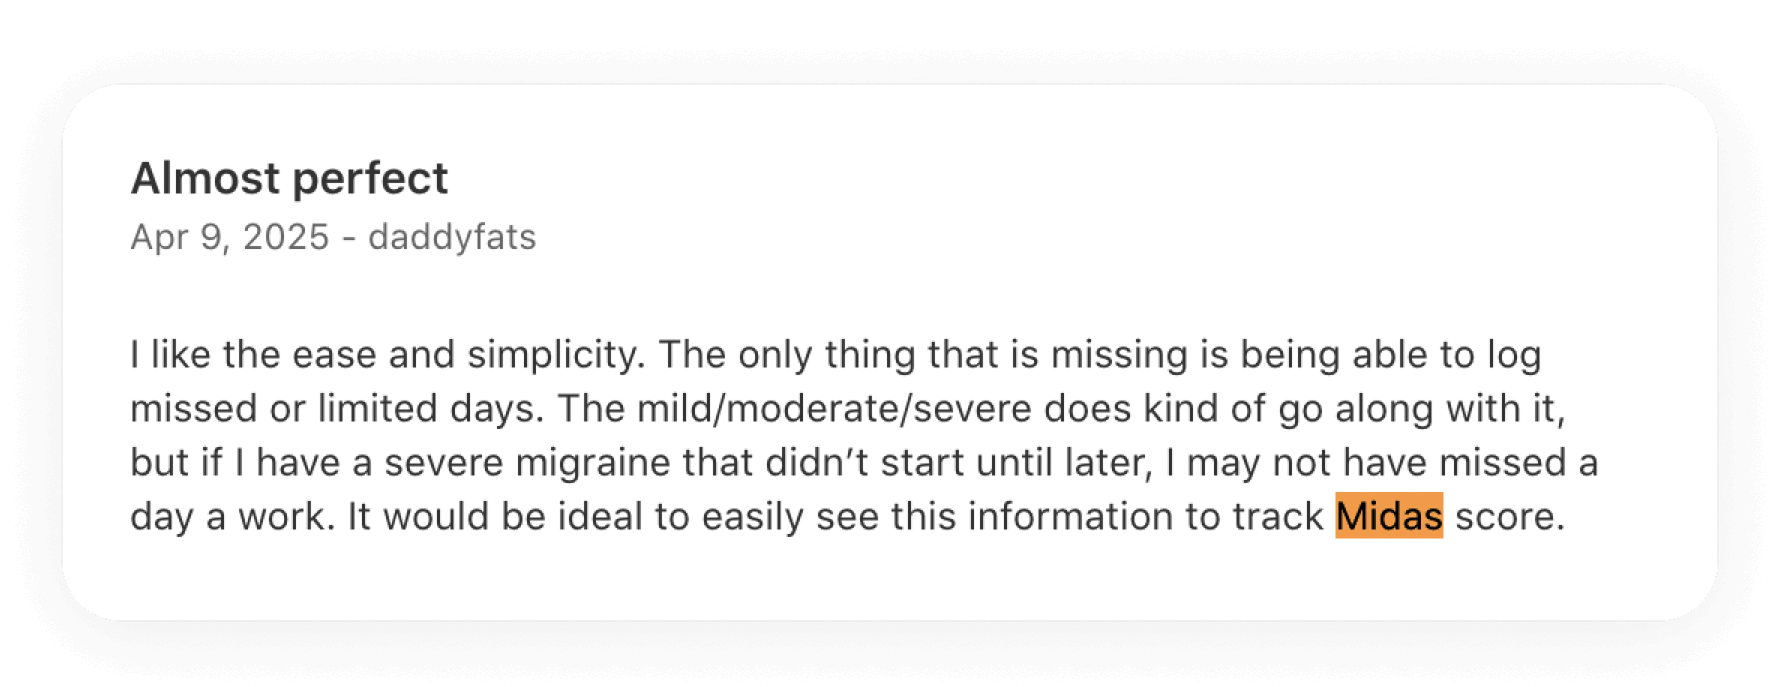 Almost perfect
Apr 9, 2025 - daddyfats
I like the ease and simplicity. The only thing that is missing is being able to log
missed or limited days. The mild/moderate/severe does kind of go along with it,
but if I have a severe migraine that didn’t start until later, I may not have missed a
day a work. It would be ideal to easily see this information to track Midas score.